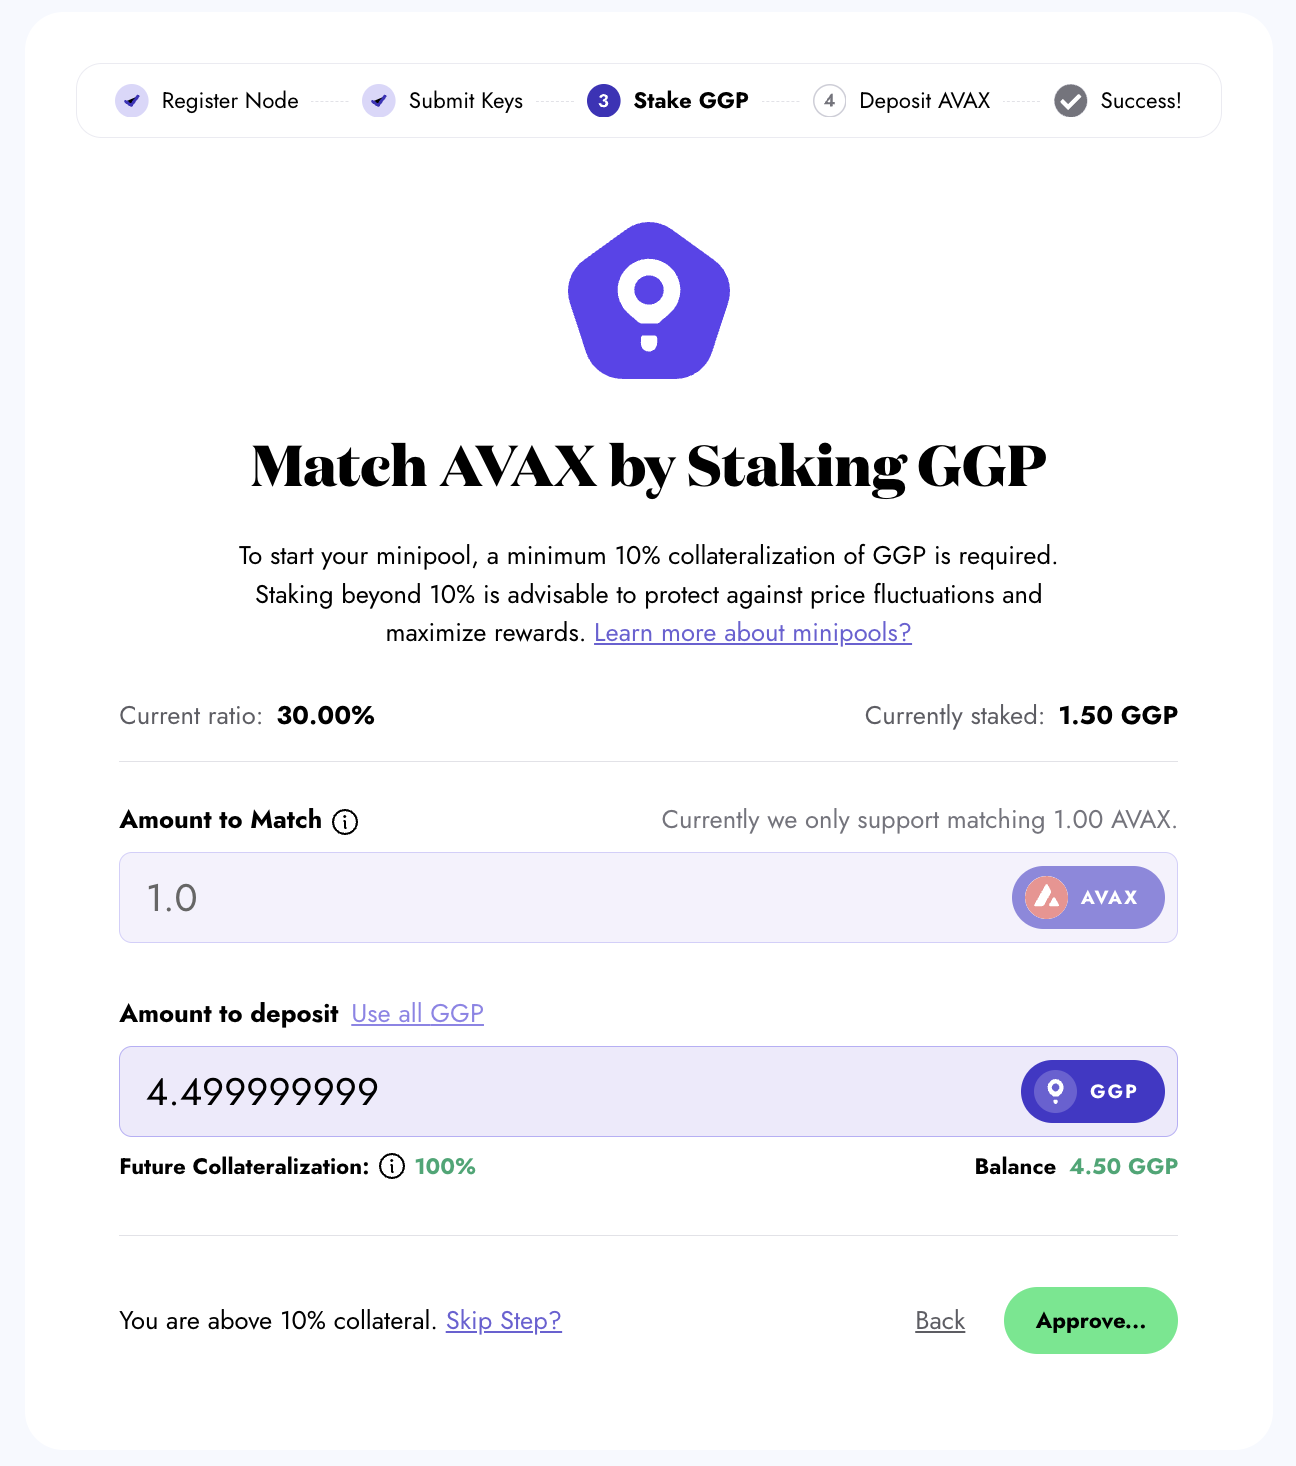 Register Node
Submit Keys
3 Stake GGP
4 Deposit AVAX
Success!
Match AVAX by Staking GGP
To start your minipool, a minimum 10% collateralization of GGP is required.
Staking beyond 10% is advisable to protect against price fluctuations and
maximize rewards. Learn more about minipools?
Current ratio: 30.00%
Currently staked: 1.50 GGP
Amount to Match
Currently we only support matching 1.00 AVAX.
1.0
AVAX
Amount to deposit Use all GGP
4.499999999
GGP
Future Collateralization: 100%
Balance 4.50 GGP
You are above 10% collateral. Skip Step?
Back
Approve...